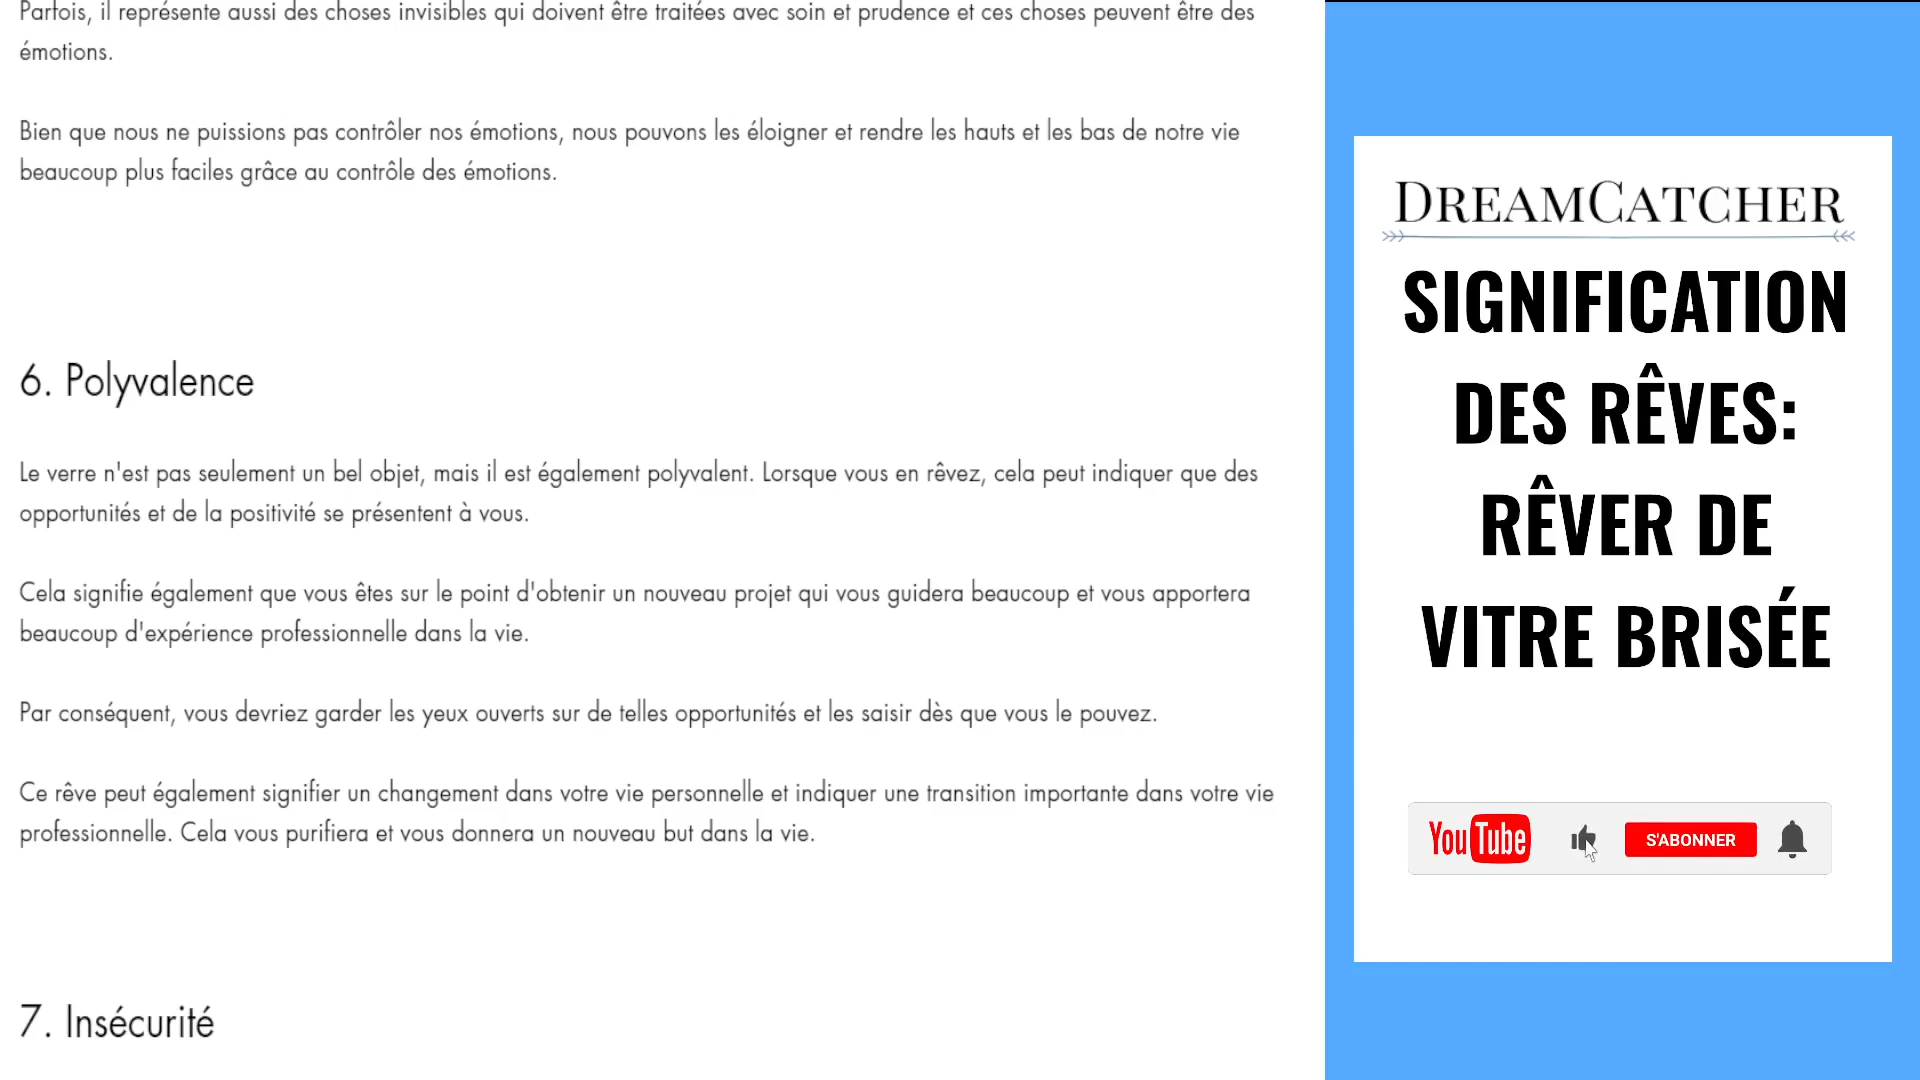 Parfois, il représente aussi des choses invisibles qui doivent être traitées avec soin et prudence et ces choses peuvent être des
émotions.
Bien que nous ne puissions pas contrôler nos émotions, nous pouvons les éloigner et rendre les hauts et les bas de notre vie
beaucoup plus faciles grâce au contrôle des émotions.
6. Polyvalence
Le verre n'est pas seulement un bel objet, mais il est également polyvalent. Lorsque vous en rêvez, cela peut indiquer que des
opportunités et de la positivité se présentent à vous.
Cela signifie également que vous êtes sur le point d'obtenir un nouveau projet qui vous guidera beaucoup et vous apportera
beaucoup d'expérience professionnelle dans la vie.
Par conséquent, vous devriez garder les yeux ouverts sur de telles opportunités et les saisir dès que vous le pouvez.
Ce rêve peut également signifier un changement dans votre vie personnelle et indiquer une transition importante dans votre vie
professionnelle. Cela vous purifiera et vous donnera un nouveau but dans la vie.
7. Insécurité
DREAMCATCHER
SIGNIFICATION
DES RÊVES:
RÊVER DE
VITRE BRISÉE
YouTube
S'ABONNER